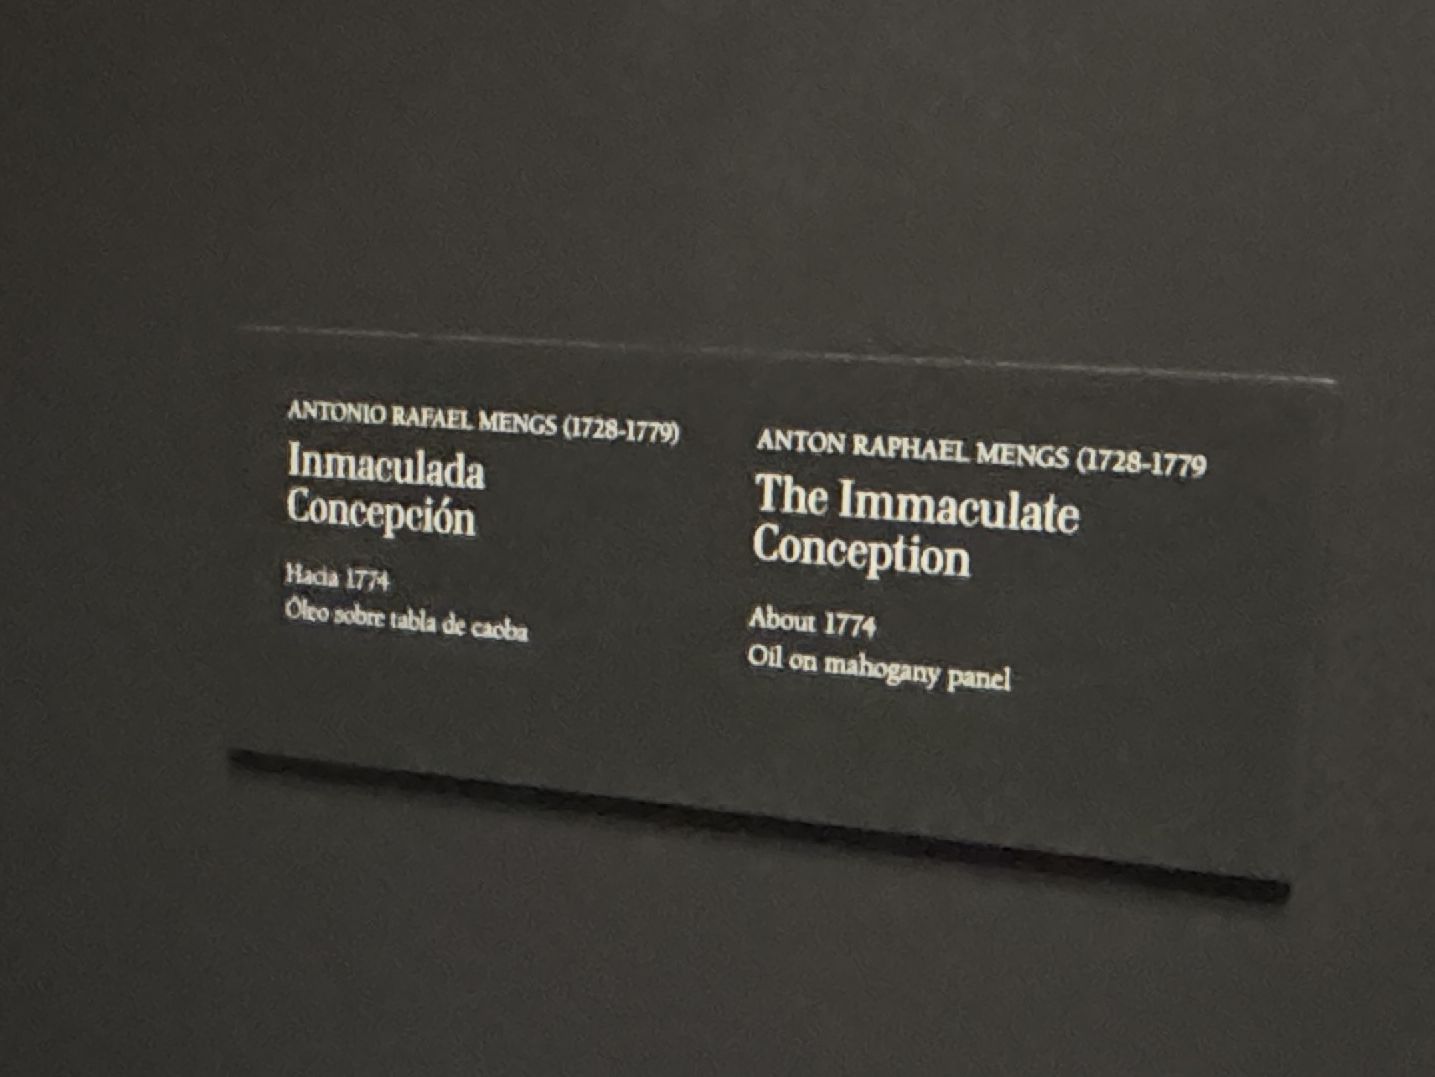 ANTONIO RAFAEL MENGS (1728-1779)
Inmaculada
Concepción
Hacia 1774
Óleo sobre tabla de caoba
ANTON RAPHAEL MENGS (1728-1779
The Immaculate
Conception
About 1774
Oil on mahogany panel